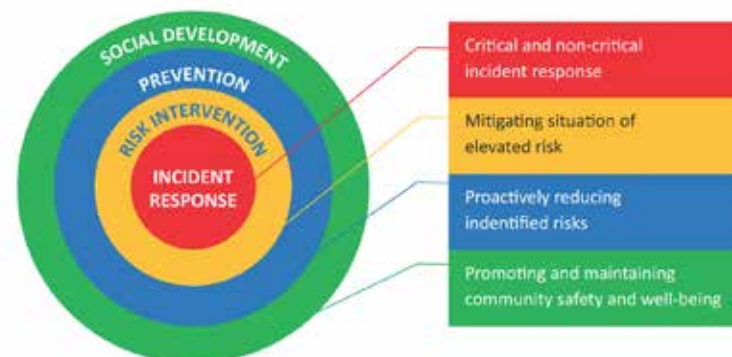 SOCIAL DEVELOPMENT
PREVENTION
RISK INTERVENTION
INCIDENT
RESPONSE
Critical and non-critical
incident response
Mitigating situation of
elevated risk
Proactively reducing
indentified risks
Promoting and maintaining
community safety and well-being